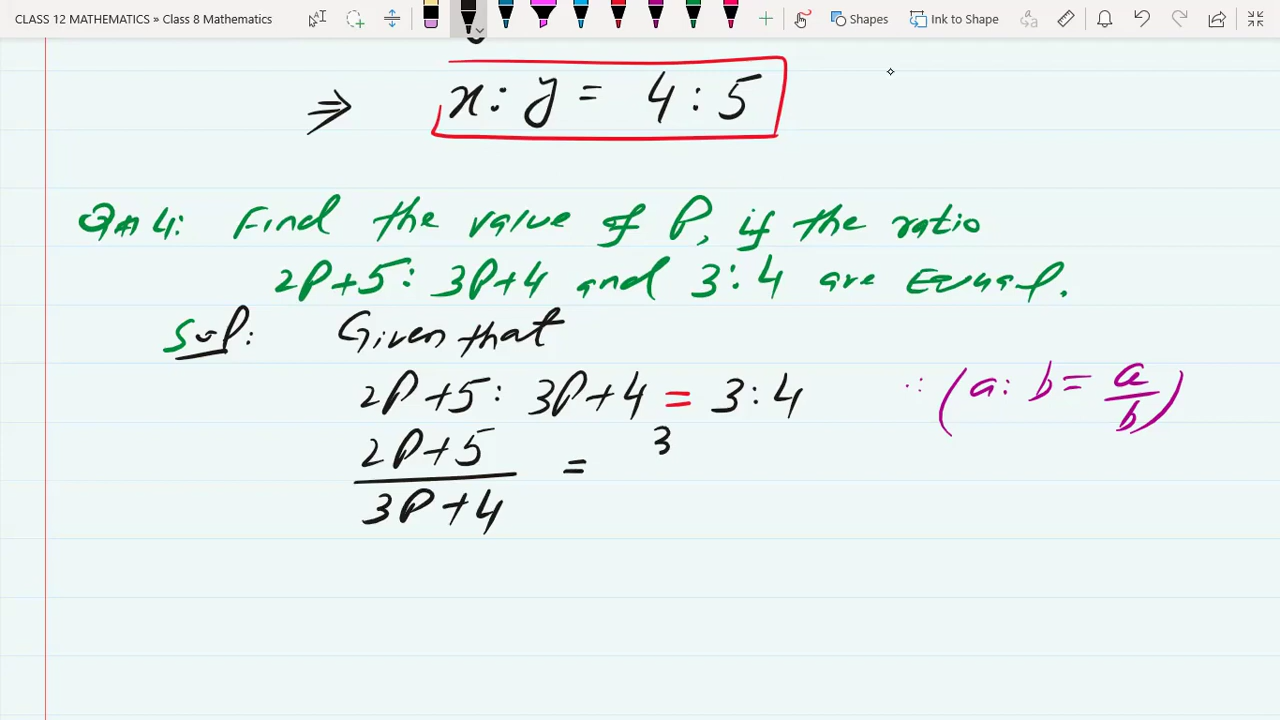 CLASS 12 MATHEMATICS » Class 8 Mathematics
Shapes
Ink to Shape
⇒ x : y = 4 : 5
Q#4: Find the value of P, if the ratio
2P+5 : 3P+4 and 3 : 4 are Equal.
Sol: Given that
2P+5 : 3P+4 = 3 : 4 ∵ (a : b = a/b)
2P+5/3P+4 = 3